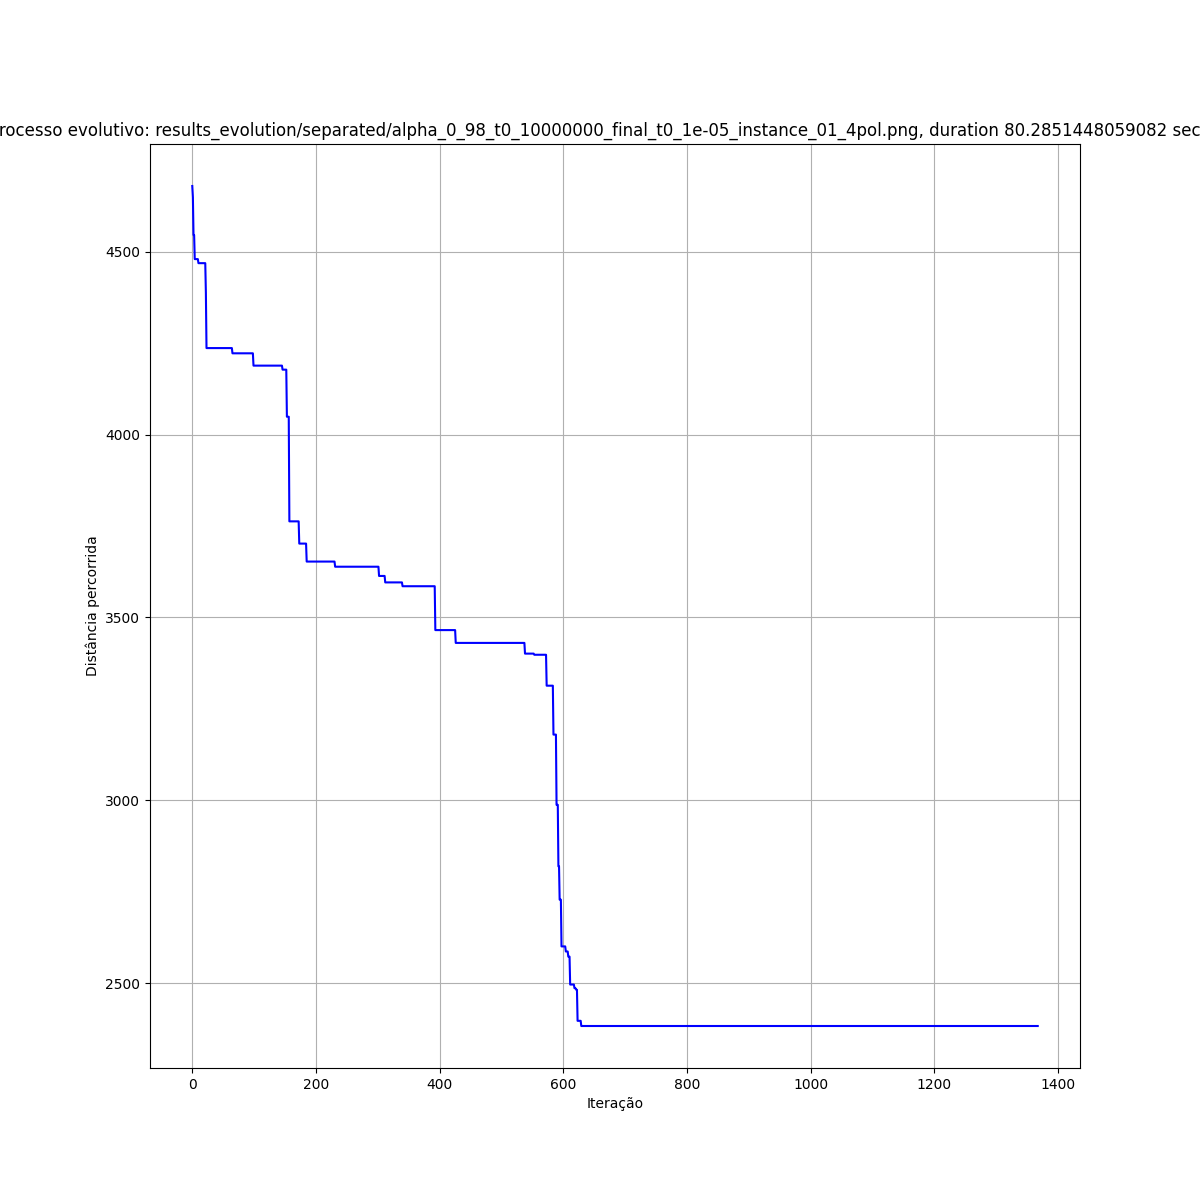 rocesso evolutivo: results_evolution/separated/alpha_0_98_t0_10000000_final_t0_1e-05_instance_01_4pol.png, duration 80.2851448059082 sec
4500
4000
3500
3000
2500
Distância percorrida
0 200 400 600 800 1000 1200 1400
Iteração